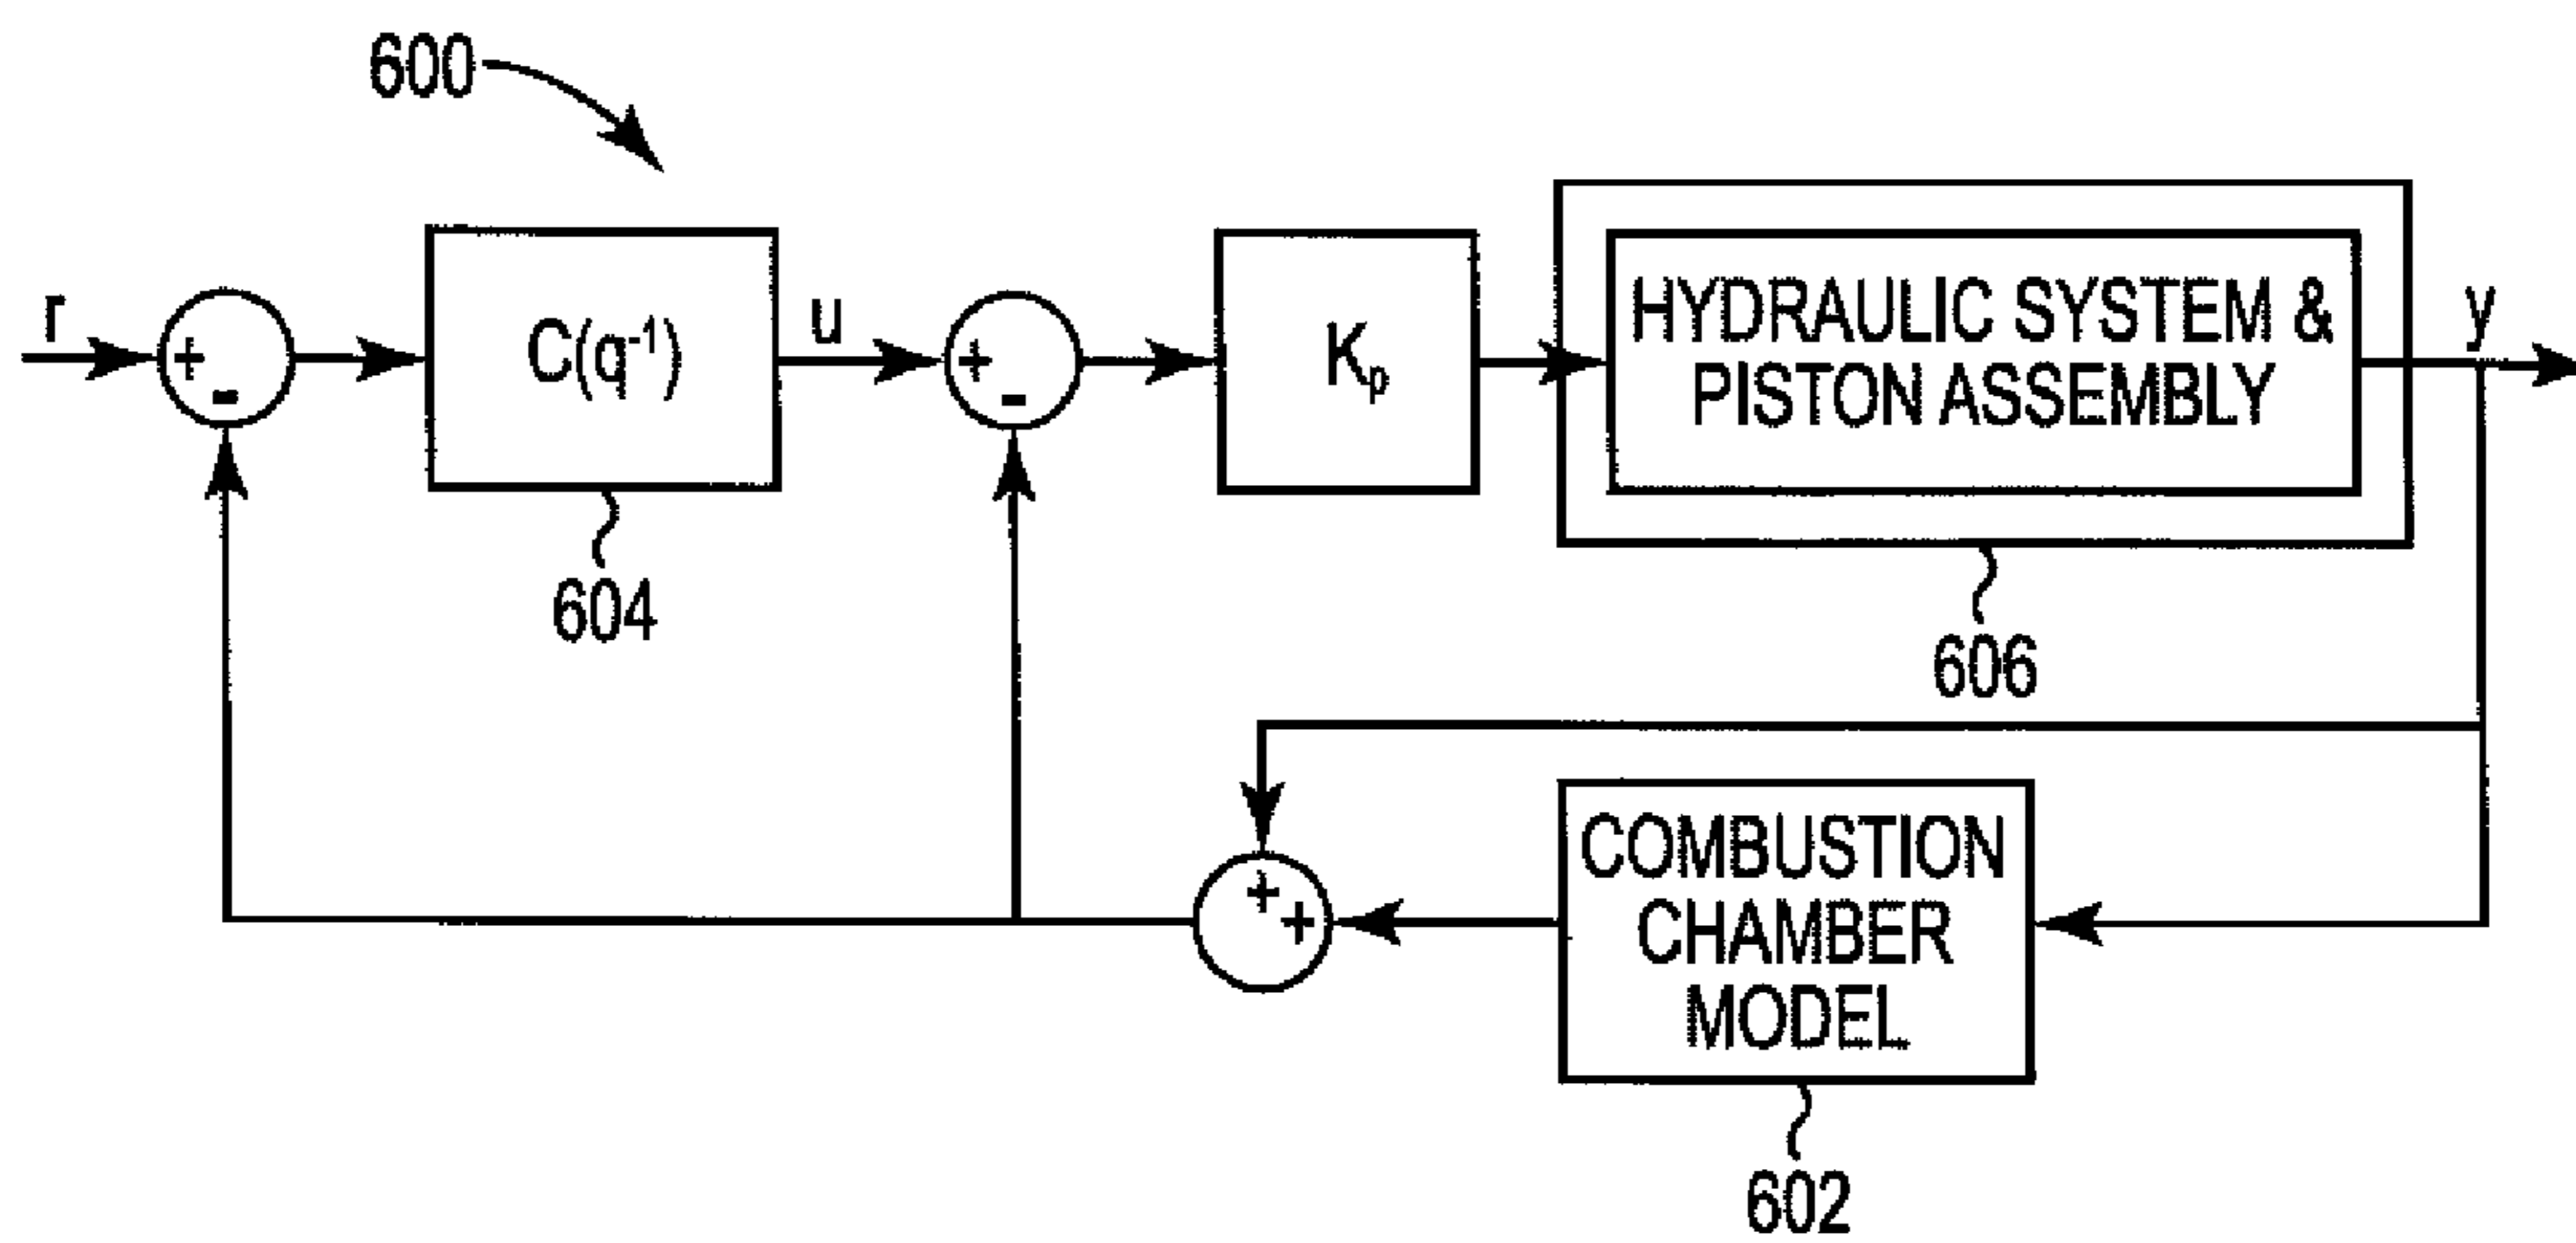 600
r
+
-
C(q⁻¹)
u
+
-
Kₚ
HYDRAULIC SYSTEM &
PISTON ASSEMBLY
y
604
606
+
+
COMBUSTION
CHAMBER
MODEL
602